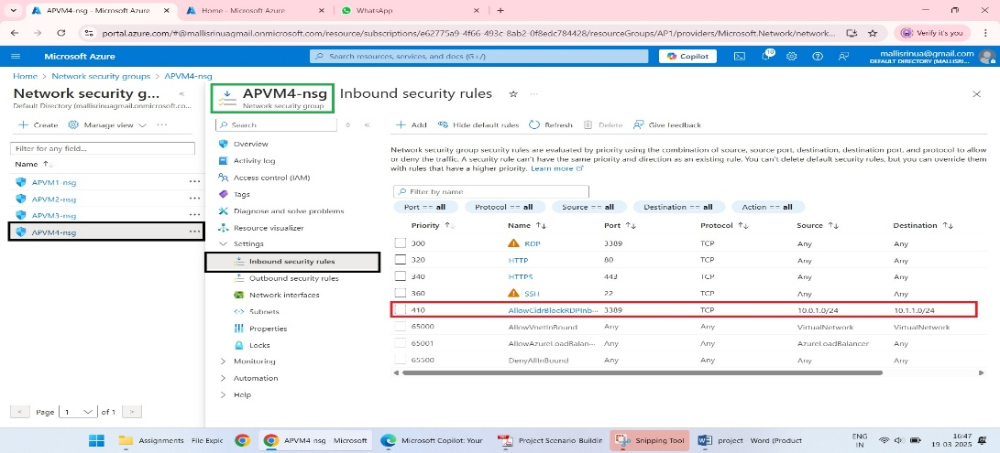 APVM4-nsg - Microsoft Azure
Home - Microsoft Azure
WhatsApp
portal.azure.com/#@mallisrinuagmail.onmicrosoft.com/resource/subscriptions/e62775a9-4f66-493c-8ab2-0f8edc784428/resourceGroups/AP1/providers/Microsoft.Network/network...
Verify it's you
Microsoft Azure
Search resources, services, and docs (G+/)
Copilot
10
mallisrinua@gmail.com
DEFAULT DIRECTORY (MALLISRI...
Home > Network security groups > APVM4-nsg
Network security g...
Default Directory (mallisrinuagmail.onmicrosoft.co...
Create
Manage view
Filter for any field...
Name
APVM1-nsg
APVM2-nsg
APVM3-nsg
APVM4-nsg
Page 1 of 1
APVM4-nsg | Inbound security rules
Network security group
Search
Overview
Activity log
Access control (IAM)
Tags
Diagnose and solve problems
Resource visualizer
Settings
Inbound security rules
Outbound security rules
Network interfaces
Subnets
Properties
Locks
Monitoring
Automation
Help
Add
Hide default rules
Refresh
Delete
Give feedback
Network security group security rules are evaluated by priority using the combination of source, source port, destination, destination port, and protocol to allow
or deny the traffic. A security rule can't have the same priority and direction as an existing rule. You can't delete default security rules, but you can override them
with rules that have a higher priority. Learn more
Filter by name
Port == all
Protocol == all
Source == all
Destination == all
Action == all
Priority Name Port Protocol Source Destination
300 RDP 3389 TCP Any Any
320 HTTP 80 TCP Any Any
340 HTTPS 443 TCP Any Any
360 SSH 22 TCP Any Any
410 AllowCidrBlockRDPInb... 3389 TCP 10.0.1.0/24 10.1.1.0/24
65000 AllowVnetInBound Any Any VirtualNetwork VirtualNetwork
65001 AllowAzureLoadBalan... Any Any AzureLoadBalancer Any
65500 DenyAllInBound Any Any Any Any
Assignments File Explc
APVM4-nsg - Microsoft
Microsoft Copilot: Your
Project Scenario Buildin
Snipping Tool
project - Word (Product
ENG
IN
16:47
19-03-2025